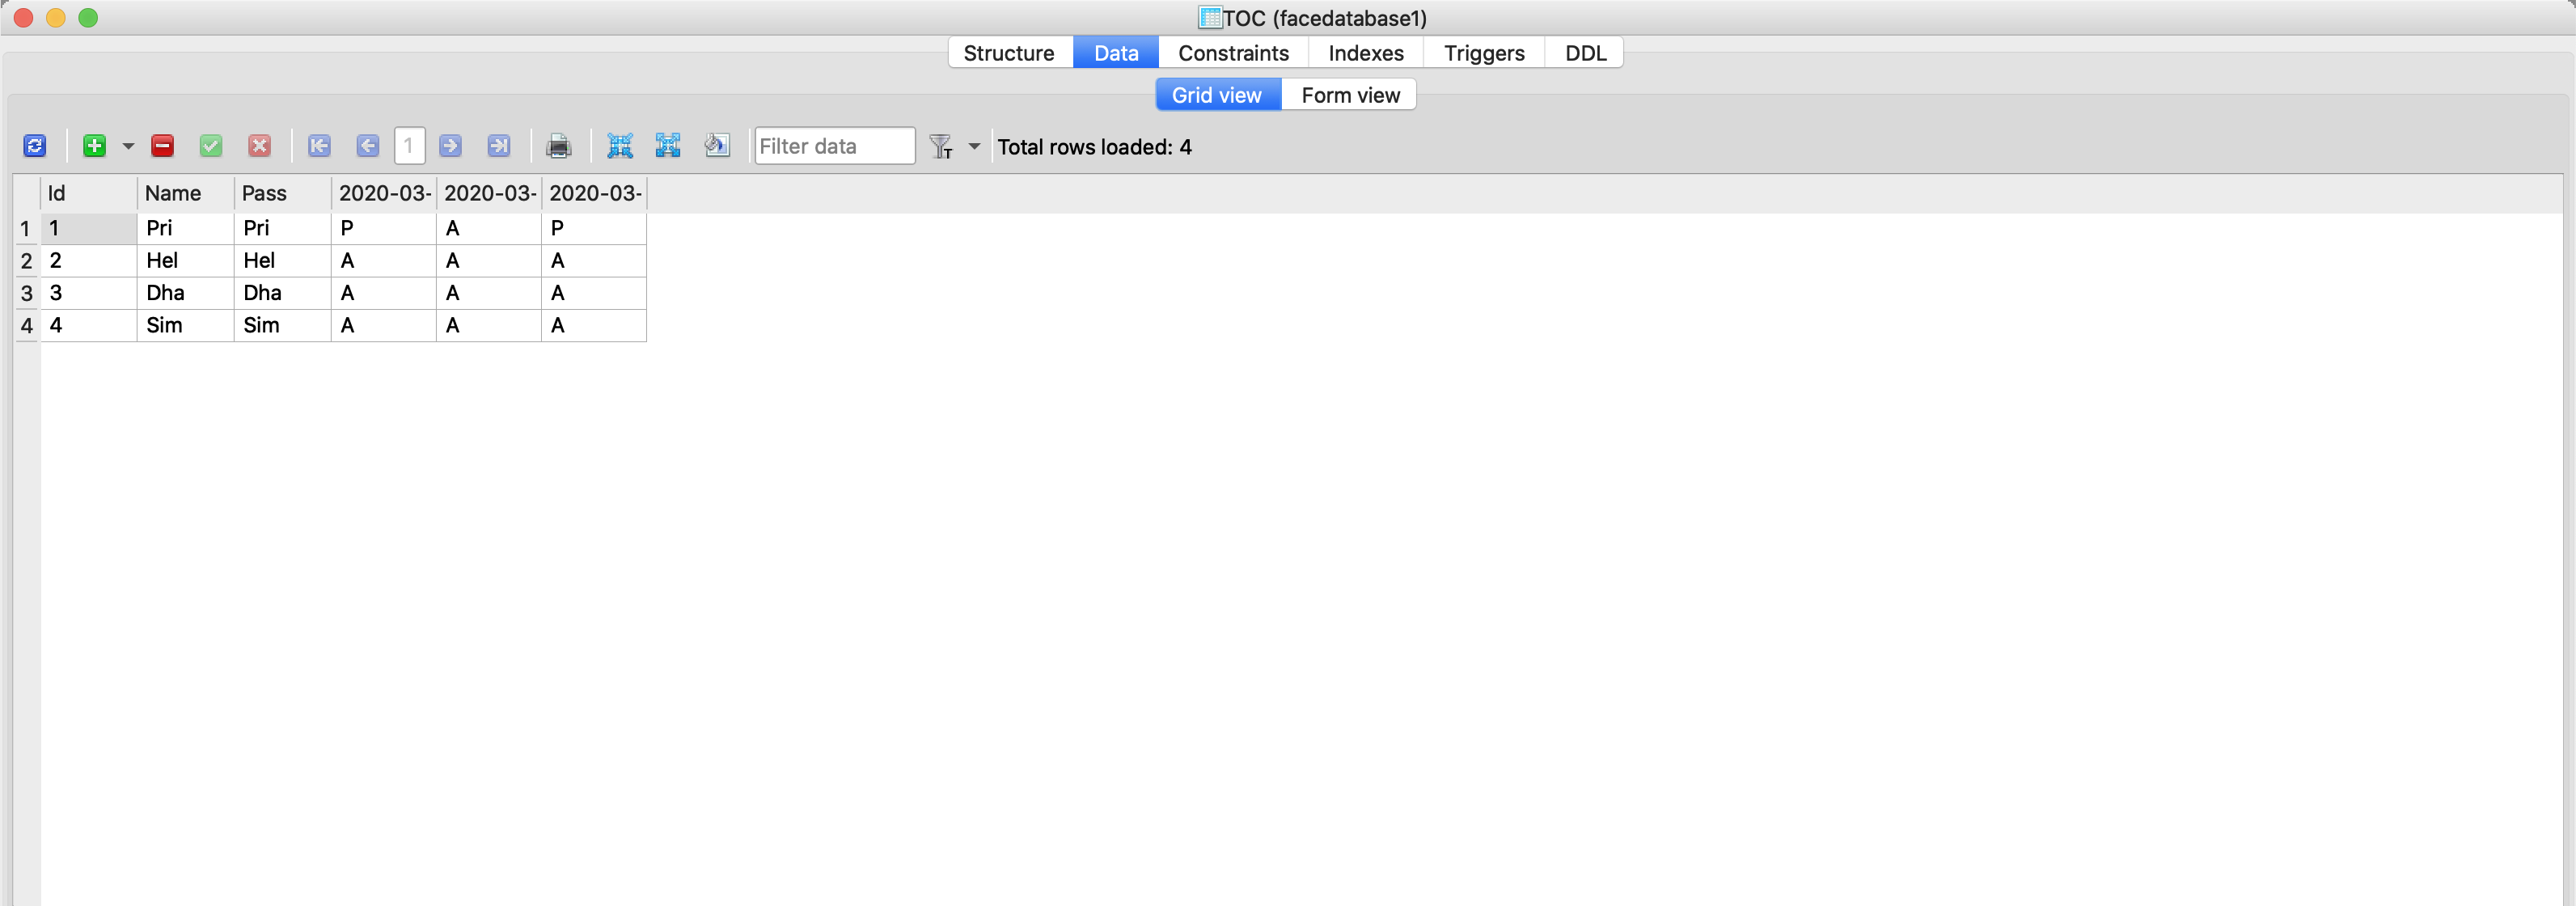 TOC (facedatabase1)
Structure Data Constraints Indexes Triggers DDL
Grid view Form view
1 Filter data Total rows loaded: 4
Id Name Pass 2020-03- 2020-03- 2020-03-
1 1 Pri Pri P A P
2 2 Hel Hel A A A
3 3 Dha Dha A A A
4 4 Sim Sim A A A